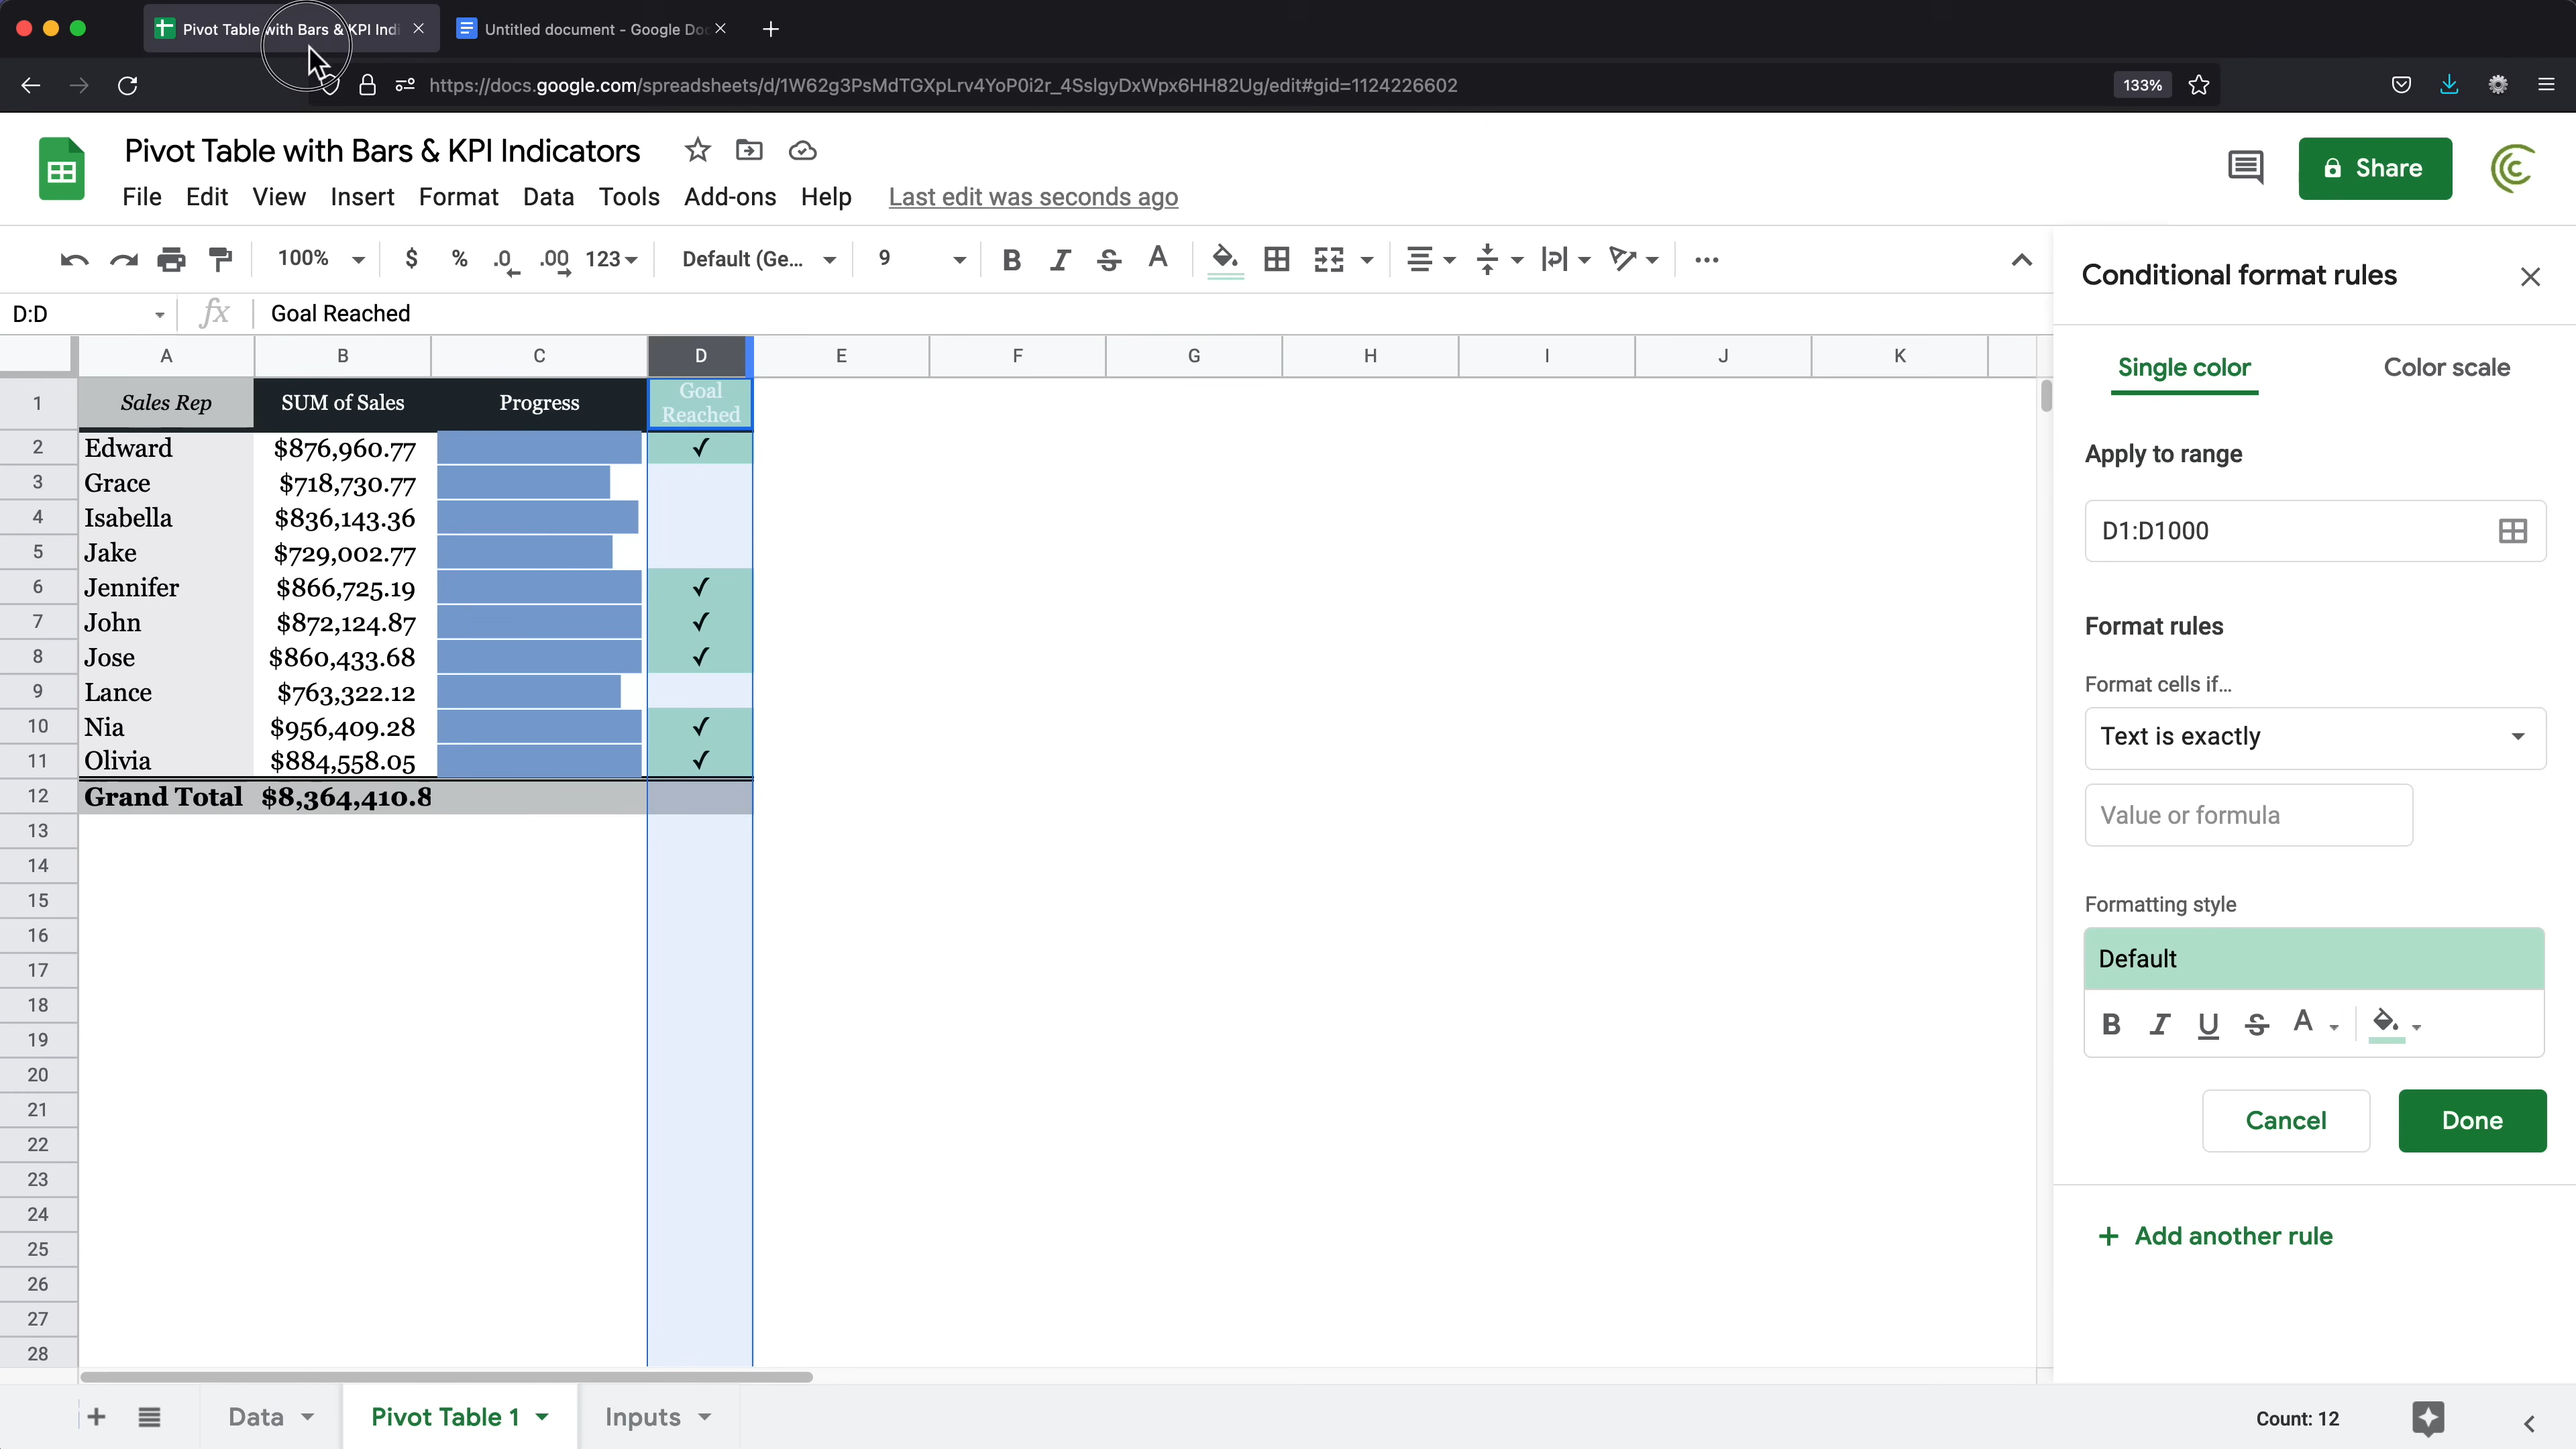 Pivot Table with Bars & KPI Indi
Untitled document - Google Doc
https://docs.google.com/spreadsheets/d/1W62g3PsMdTGXpLrv4YoP0i2r_4SslgyDxWpx6HH82Ug/edit#gid=1124226602
133%
Pivot Table with Bars & KPI Indicators
File Edit View Insert Format Data Tools Add-ons Help Last edit was seconds ago
Share
100% $ % .0 .00 123 Default (Ge... 9 B I S A
D:D fx Goal Reached
A B C D E F G H I J K
1 Sales Rep SUM of Sales Progress Goal Reached
2 Edward $876,960.77 ✓
3 Grace $718,730.77
4 Isabella $836,143.36
5 Jake $729,002.77
6 Jennifer $866,725.19 ✓
7 John $872,124.87 ✓
8 Jose $860,433.68 ✓
9 Lance $763,322.12
10 Nia $956,409.28 ✓
11 Olivia $884,558.05 ✓
12 Grand Total $8,364,410.8
13
14
15
16
17
18
19
20
21
22
23
24
25
26
27
28
Conditional format rules
Single color Color scale
Apply to range
D1:D1000
Format rules
Format cells if...
Text is exactly
Value or formula
Formatting style
Default
B I U S A
Cancel Done
+ Add another rule
+ Data Pivot Table 1 Inputs Count: 12